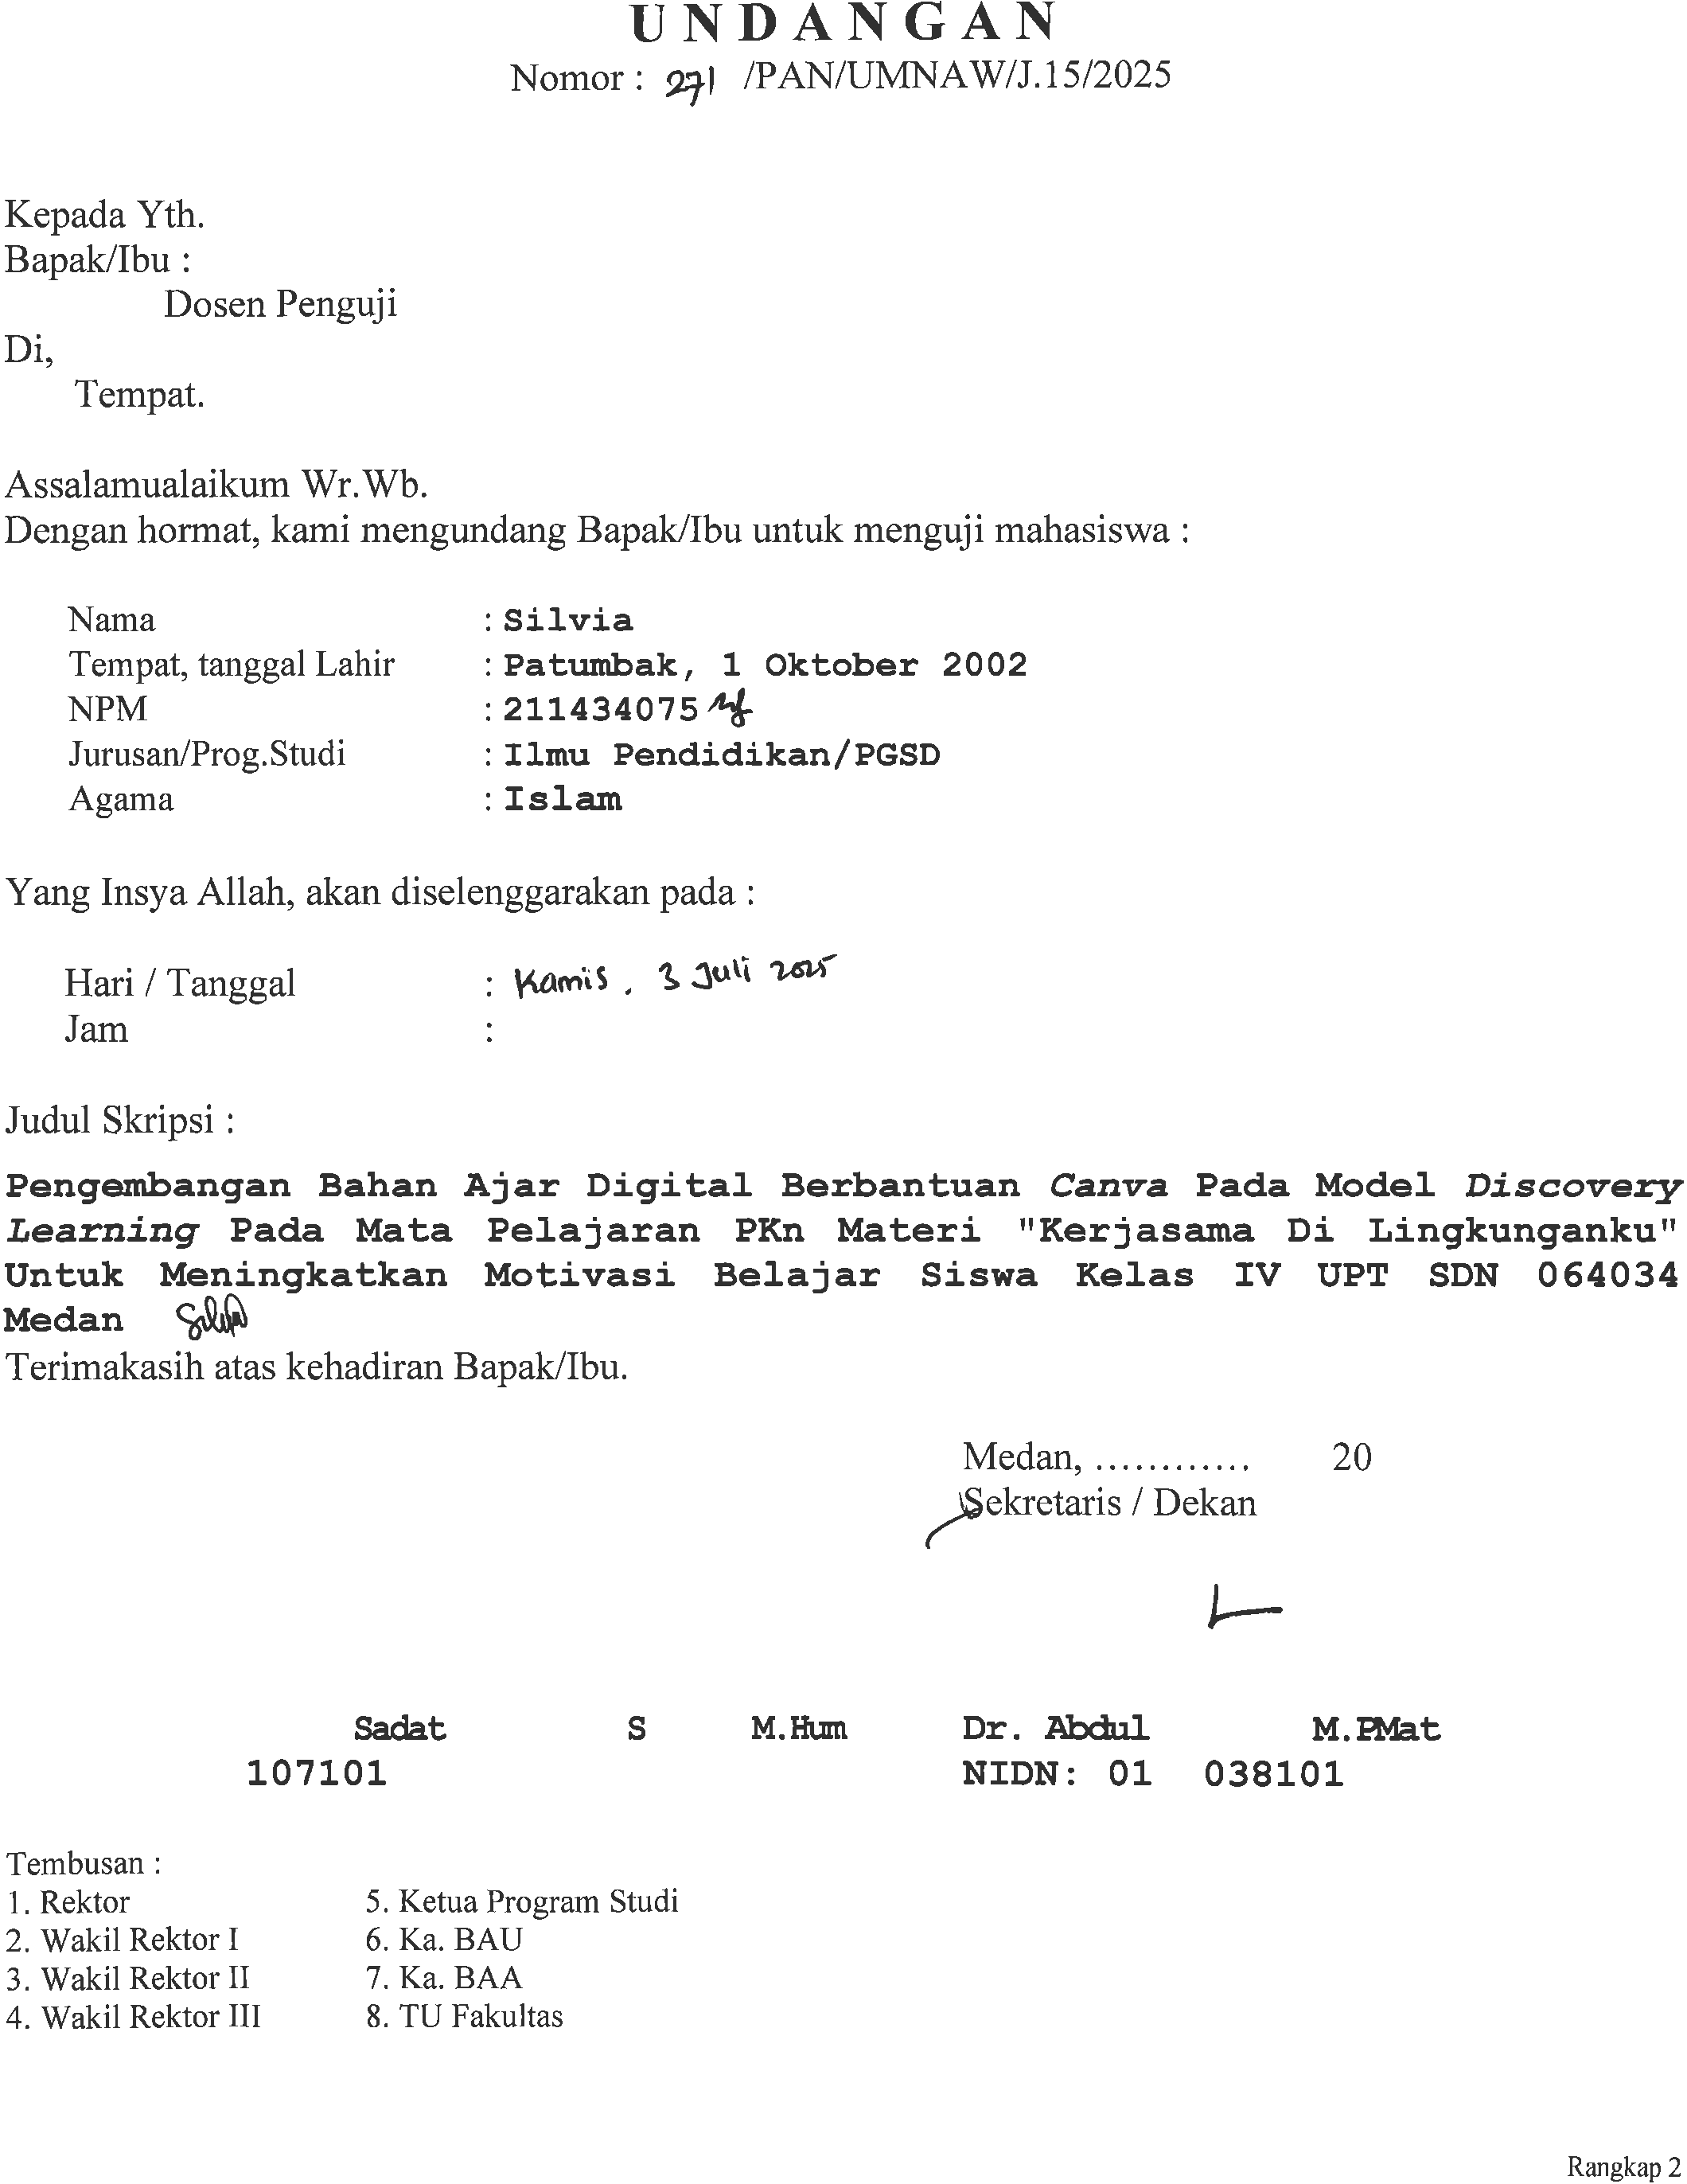 UNDANGAN
Nomor : 271 /PAN/UMNAW/J.15/2025
Kepada Yth.
Bapak/Ibu :
Dosen Penguji
Di,
Tempat.
Assalamualaikum Wr.Wb.
Dengan hormat, kami mengundang Bapak/Ibu untuk menguji mahasiswa :
Nama : Silvia
Tempat, tanggal Lahir : Patumbak, 1 Oktober 2002
NPM : 211434075
Jurusan/Prog.Studi : Ilmu Pendidikan/PGSD
Agama : Islam
Yang Insya Allah, akan diselenggarakan pada :
Hari / Tanggal : Kamis, 3 Juli 2025
Jam :
Judul Skripsi :
Pengembangan Bahan Ajar Digital Berbantuan Canva Pada Model Discovery
Learning Pada Mata Pelajaran PKn Materi "Kerjasama Di Lingkunganku"
Untuk Meningkatkan Motivasi Belajar Siswa Kelas IV UPT SDN 064034
Medan
Terimakasih atas kehadiran Bapak/Ibu.
Medan, ............ 20
Sekretaris / Dekan
Sadat S M.Hum Dr. Abdul M.PMat
107101 NIDN: 01 038101
Tembusan :
1. Rektor 5. Ketua Program Studi
2. Wakil Rektor I 6. Ka. BAU
3. Wakil Rektor II 7. Ka. BAA
4. Wakil Rektor III 8. TU Fakultas
Rangkap 2